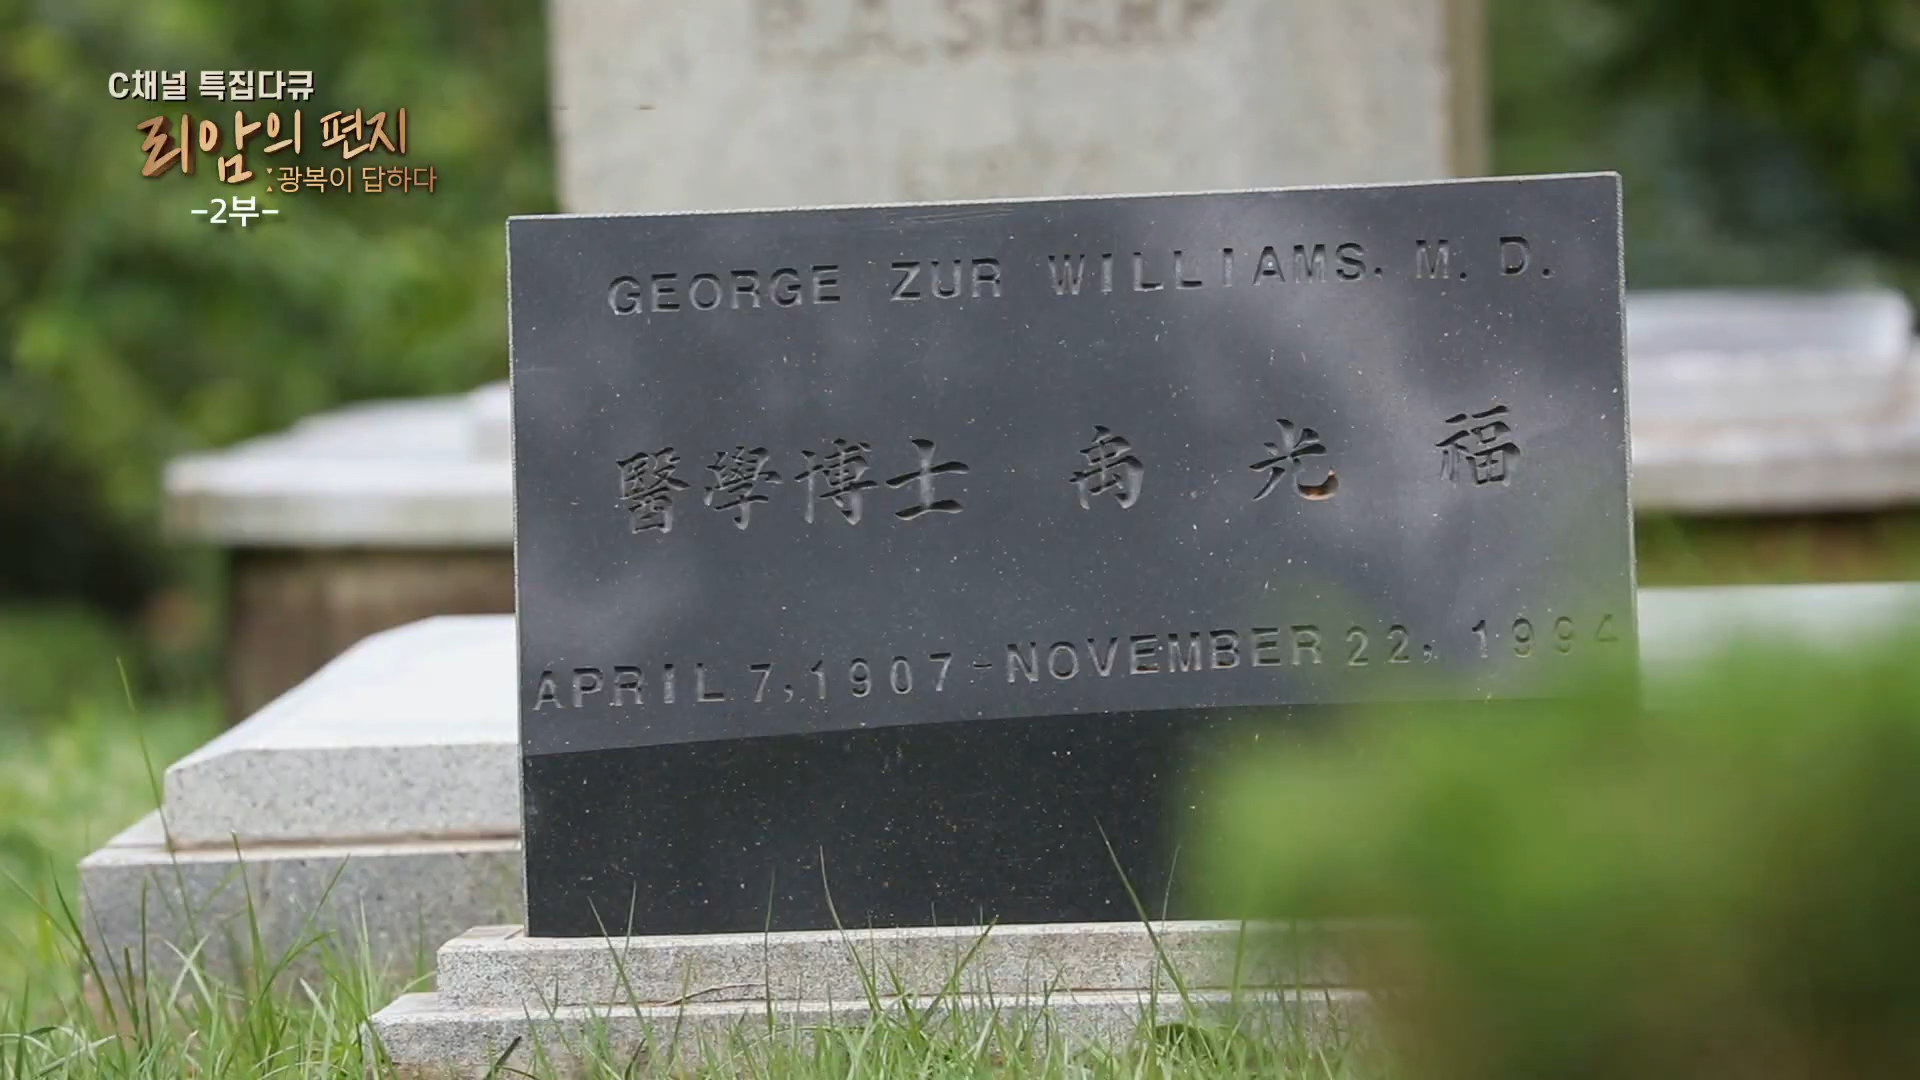 C채널 특집다큐
리암의 편지
:광복이 답하다
-2부-
R.A.SHARP
GEORGE ZUR WILLIAMS. M. D.
醫學博士 禹 光 福
APRIL 7,1907-NOVEMBER 22, 1994